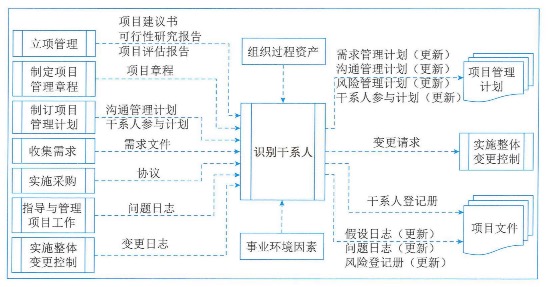 立项管理
项目建议书
可行性研究报告
项目评估报告
制定项目
管理章程
项目章程
制订项目
管理计划
沟通管理计划
干系人参与计划
收集需求
需求文件
实施采购
协议
指导与管理
项目工作
问题日志
实施整体
变更控制
变更日志
组织过程资产
识别干系人
事业环境因素
需求管理计划（更新）
沟通管理计划（更新）
风险管理计划（更新）
干系人参与计划（更新）
项目管理
计划
变更请求
实施整体
变更控制
干系人登记册
假设日志（更新）
问题日志（更新）
风险登记册（更新）
项目文件